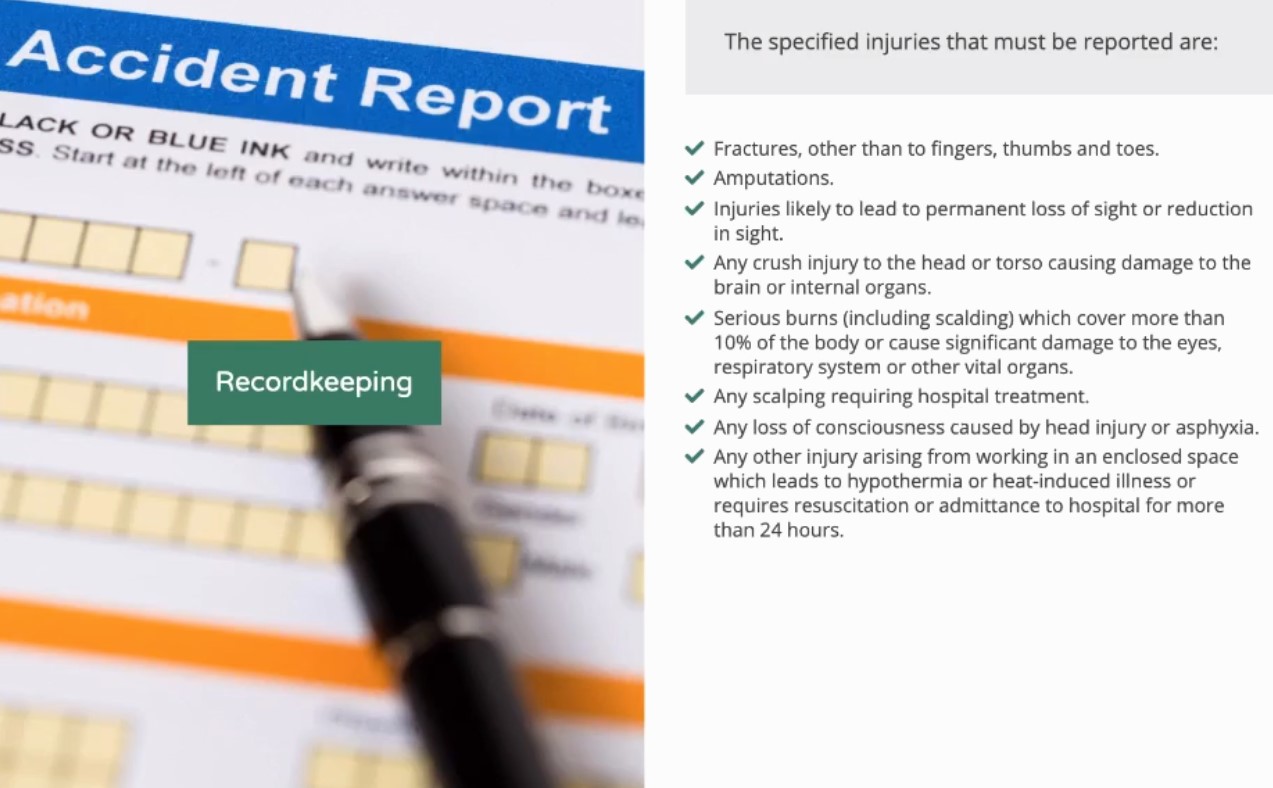 Accident Report
LACK OR BLUE INK and write within the boxe
SS. Start at the left of each answer space and le
ation
Recordkeeping
The specified injuries that must be reported are:
Fractures, other than to fingers, thumbs and toes.
Amputations.
Injuries likely to lead to permanent loss of sight or reduction
in sight.
Any crush injury to the head or torso causing damage to the
brain or internal organs.
Serious burns (including scalding) which cover more than
10% of the body or cause significant damage to the eyes,
respiratory system or other vital organs.
Any scalping requiring hospital treatment.
Any loss of consciousness caused by head injury or asphyxia.
Any other injury arising from working in an enclosed space
which leads to hypothermia or heat-induced illness or
requires resuscitation or admittance to hospital for more
than 24 hours.